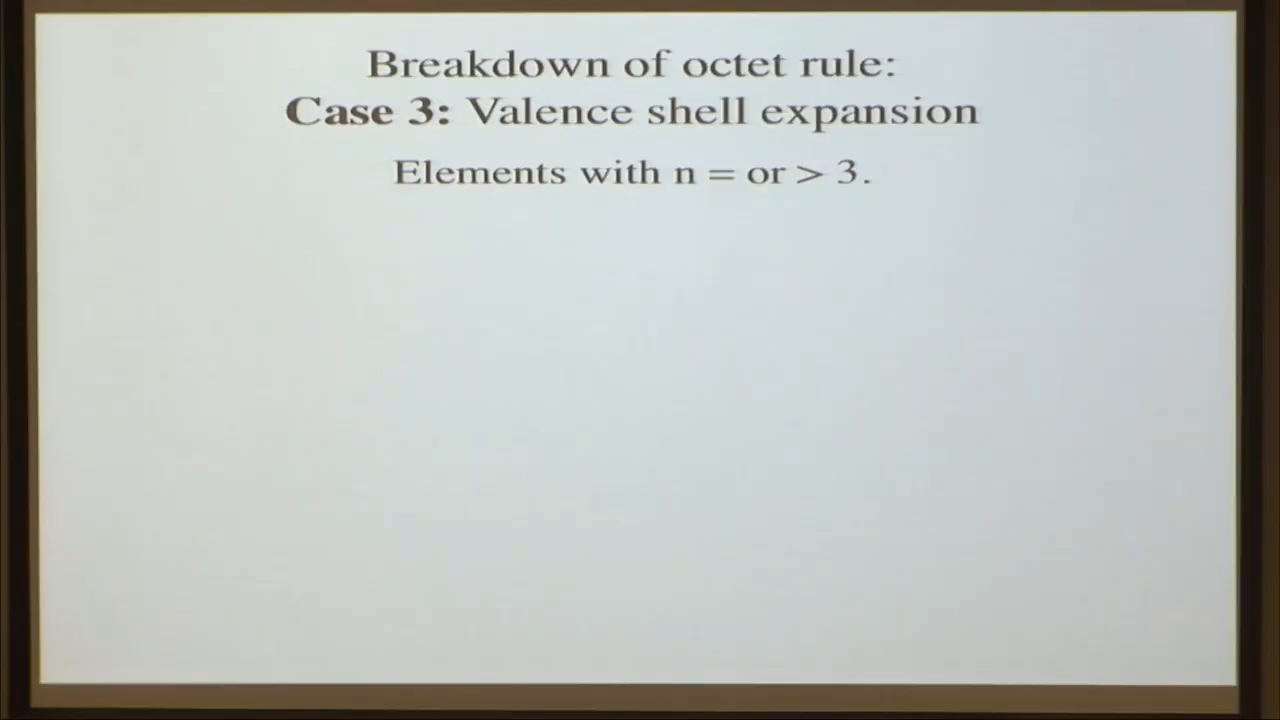 Breakdown of octet rule:
Case 3: Valence shell expansion
Elements with n = or > 3.